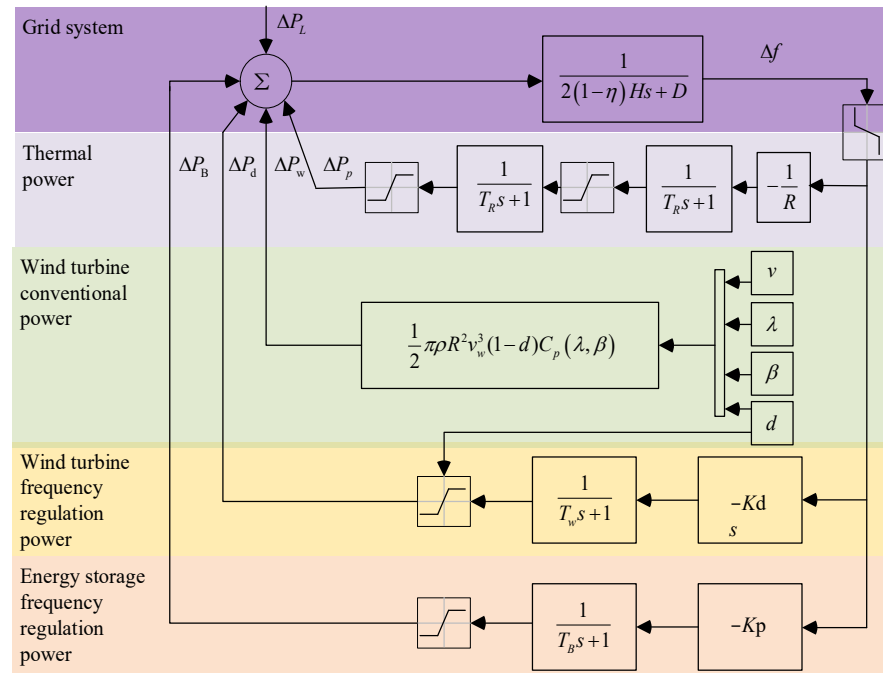 Grid system
ΔP_L
Σ
1
2(1−η)Hs+D
Δf
Thermal
power
ΔP_B
ΔP_d
ΔP_w
ΔP_p
1
T_R s+1
1
T_R s+1
−1
R
Wind turbine
conventional
power
1
2
πρR²v_w³(1−d)C_p(λ,β)
v
λ
β
d
Wind turbine
frequency
regulation
power
1
T_w s+1
−Kd
s
Energy storage
frequency
regulation
power
1
T_B s+1
−Kp